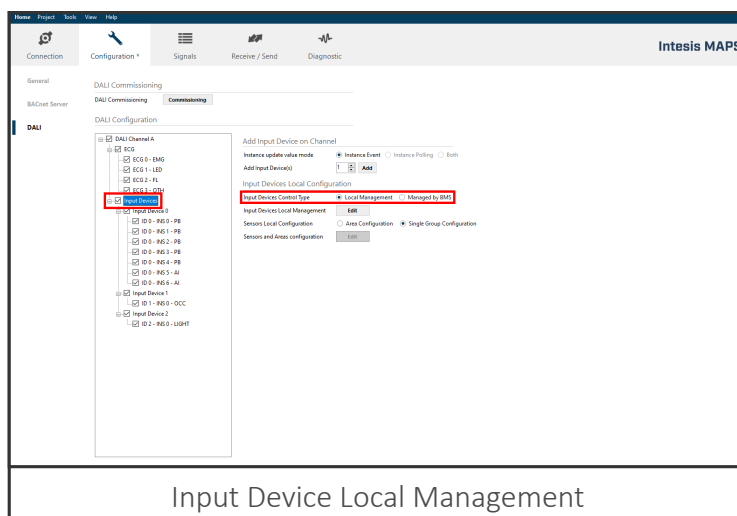 Home Project Tools View Help
Connection Configuration * Signals Receive / Send Diagnostic
Intesis MAPS
General
BACnet Server
DALI
DALI Commissioning
DALI Commissioning Commissioning
DALI Configuration
DALI Channel A
ECG
ECG 0 - EMG
ECG 1 - LED
ECG 2 - FL
ECG 3 - OTH
Input Devices
Input Device 0
ID 0 - INS 0 - PB
ID 0 - INS 1 - PB
ID 0 - INS 2 - PB
ID 0 - INS 3 - PB
ID 0 - INS 4 - PB
ID 0 - INS 5 - AI
ID 0 - INS 6 - AI
Input Device 1
ID 1 - INS 0 - OCC
Input Device 2
ID 2 - INS 0 - LIGHT
Add Input Device on Channel
Instance update value mode Instance Event Instance Polling Both
Add Input Device(s) 1 Add
Input Devices Local Configuration
Input Devices Control Type Local Management Managed by BMS
Input Devices Local Management Edit
Sensors Local Configuration Area Configuration Single Group Configuration
Sensors and Areas configuration Edit
Input Device Local Management